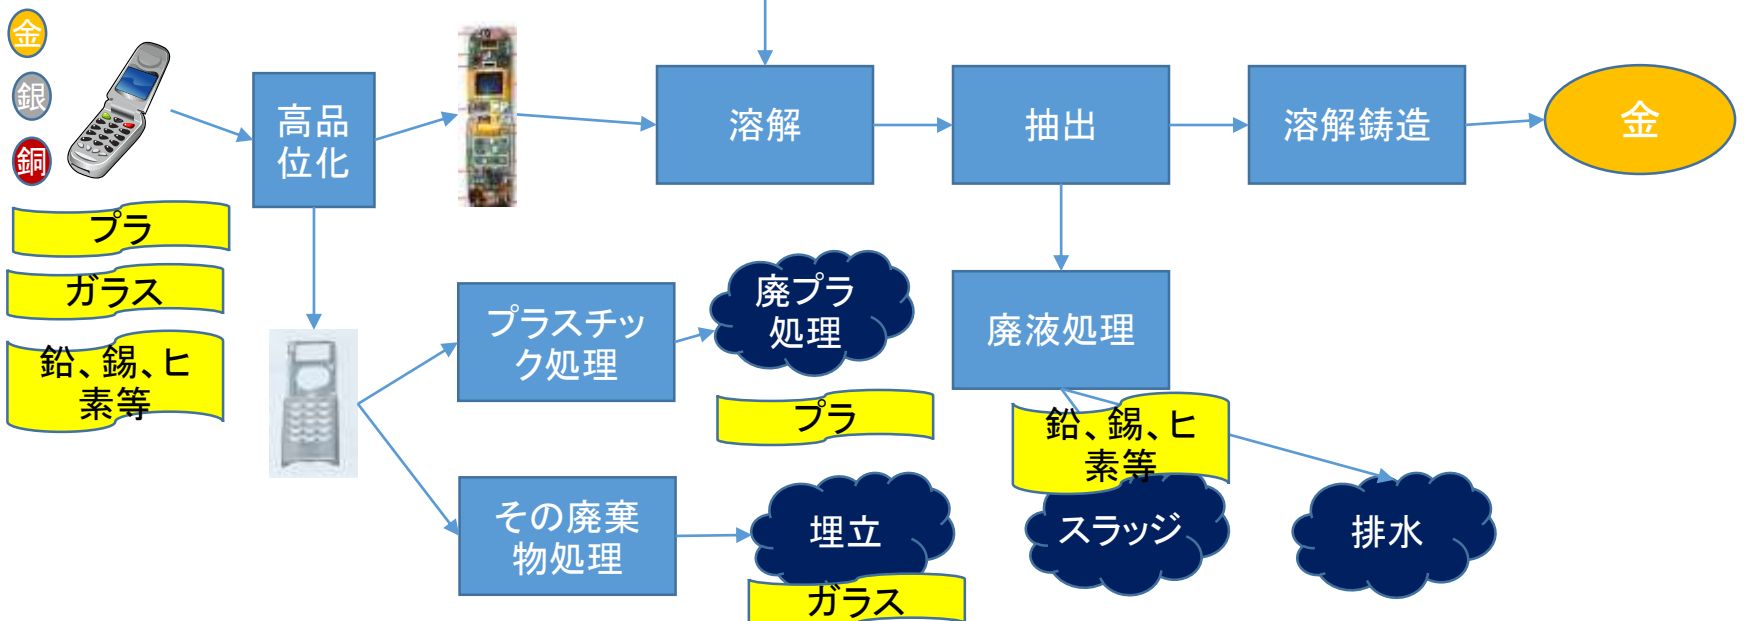 金
銀
銅
高品
位化
溶解
抽出
溶解鋳造
金
プラ
ガラス
鉛、錫、ヒ
素等
プラスチッ
ク処理
廃プラ
処理
プラ
廃液処理
鉛、錫、ヒ
素等
その廃棄
物処理
埋立
ガラス
スラッジ
排水